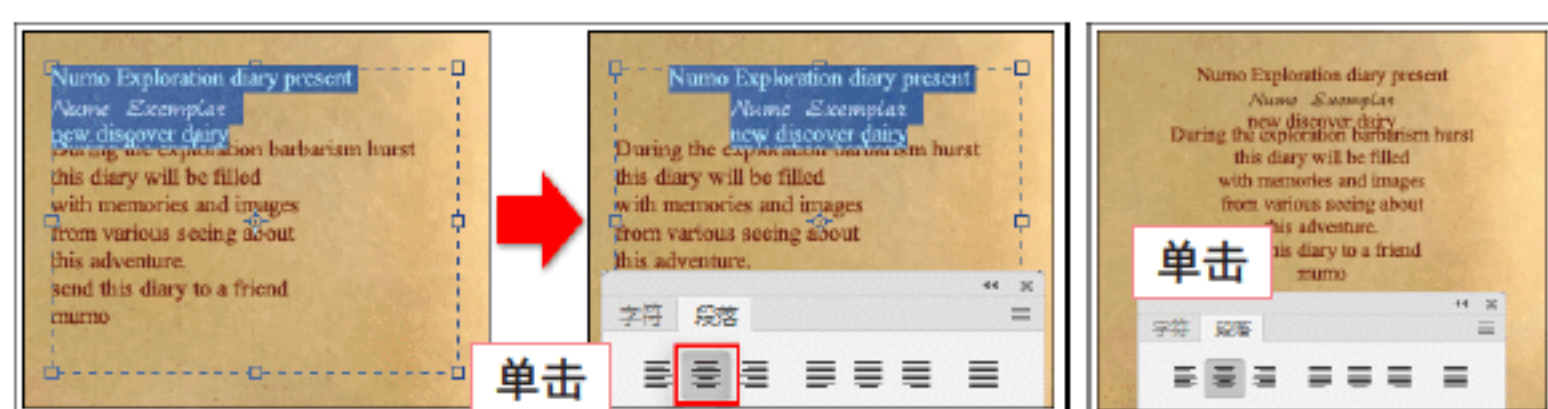 Numo Exploration diary present
Nume Exemplar
new discover dairy
During the exploration barbarism hurst
this diary will be filled
with memories and images
from various seeing about
this adventure.
send this diary to a friend
mumo
单击
Numo Exploration diary present
Nume Exemplar
new discover dairy
During the exploration barbarism hurst
this diary will be filled
with memories and images
from various seeing about
this adventure.
字符 段落
Numo Exploration diary present
Nume Exemplar
new discover dairy
During the exploration barbarism hurst
this diary will be filled
with memories and images
from various seeing about
this adventure.
this diary to a friend
mumo
单击
字符 段落